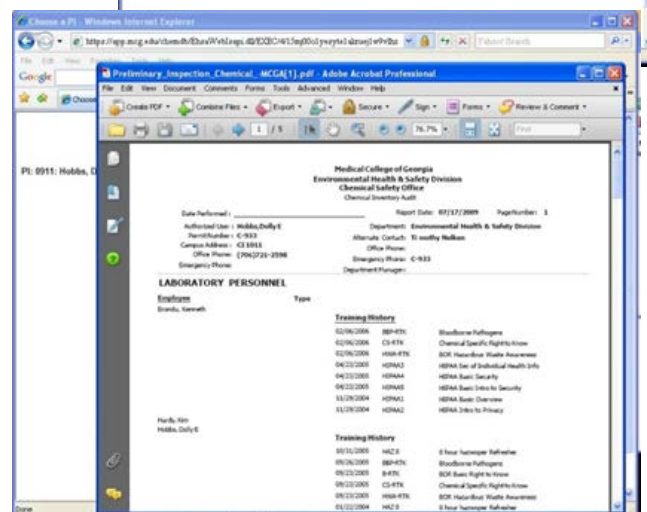 Choose a PI - Windows Internet Explorer
Google
Choose
PI: 0911: Hobbs, D
Done
Preliminary_Inspection_Chemical_-MCGA[1].pdf - Adobe Acrobat Professional
File Edit View Document Comments Forms Tools Advanced Window Help
Create PDF Combine Files Export Secure Sign Forms Review & Comment
1 / 5 76.7% Find
Medical College of Georgia
Environmental Health & Safety Division
Chemical Safety Office
Chemical Inventory Audit
Date Performed : Report Date: 07/17/2009 PageNumber: 1
Authorized User : Hobbs,Dolly E Department: Environmental Health & Safety Division
PermitNumber : C-933 Alternate Contact:
Campus Address : CI 1011 Office Phone:
Office Phone: (706)721-2598 Emergency Phone: C-933
Emergency Phone: Department Manager:
LABORATORY PERSONNEL
Employee Type
Kenneth
Training History
02/06/2006 BBP-RTK Bloodborne Pathogens
02/06/2006 CS-RTK Chemical Specific Right to Know
02/06/2006 HWA-RTK BOR Hazardous Waste Awareness
04/23/2005 HIPAA3 HIPAA Sec of Individual Health Info
04/23/2005 HIPAA4 HIPAA Basic Security
04/23/2005 HIPAA5 HIPAA Basic Intro to Security
11/29/2004 HIPAA1 HIPAA Basic Overview
11/29/2004 HIPAA2 HIPAA Intro to Privacy
Hardy, Kim
Hobbs, Dolly E
Training History
10/31/2005 HAZ 8 8 hour hazwoper Refresher
09/26/2005 BBP-RTK Bloodborne Pathogens
09/23/2005 B-RTK BOR Basic Right to Know
09/23/2005 CS-RTK Chemical Specific Right to Know
09/23/2005 HWA-RTK BOR Hazardous Waste Awareness
01/22/2004 HAZ 8 8 hour hazwoper Refresher